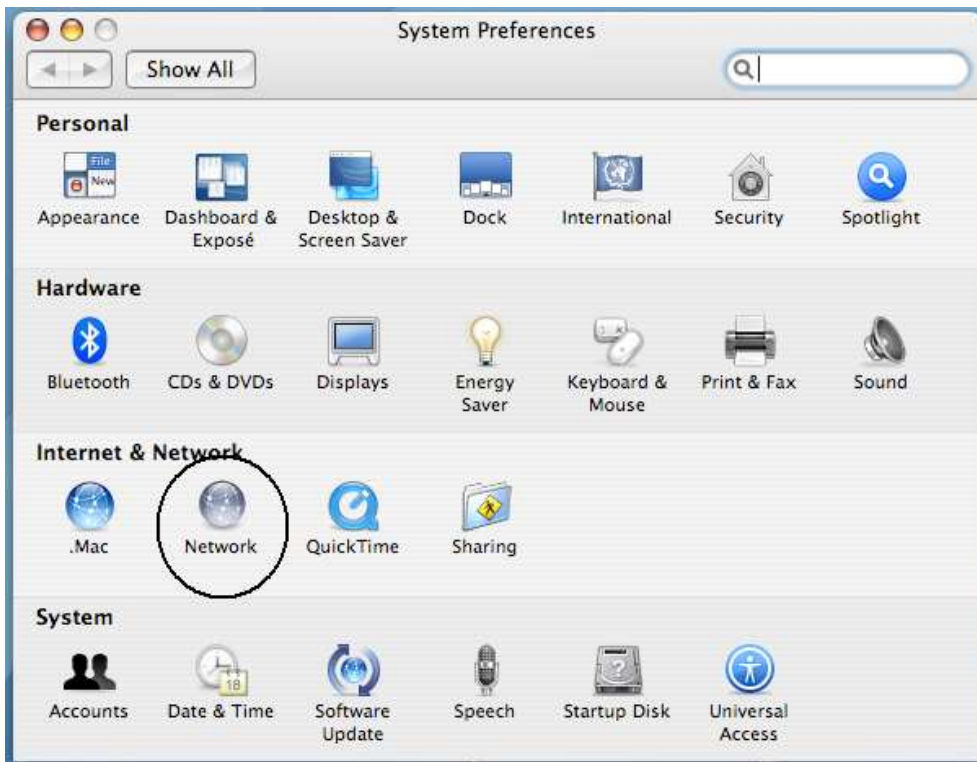 System Preferences
Show All
Personal
File
New
Appearance
Dashboard & Exposé
Desktop & Screen Saver
Dock
International
Security
Spotlight
Hardware
Bluetooth
CDs & DVDs
Displays
Energy Saver
Keyboard & Mouse
Print & Fax
Sound
Internet & Network
.Mac
Network
QuickTime
Sharing
System
18
?
Accounts
Date & Time
Software Update
Speech
Startup Disk
Universal Access